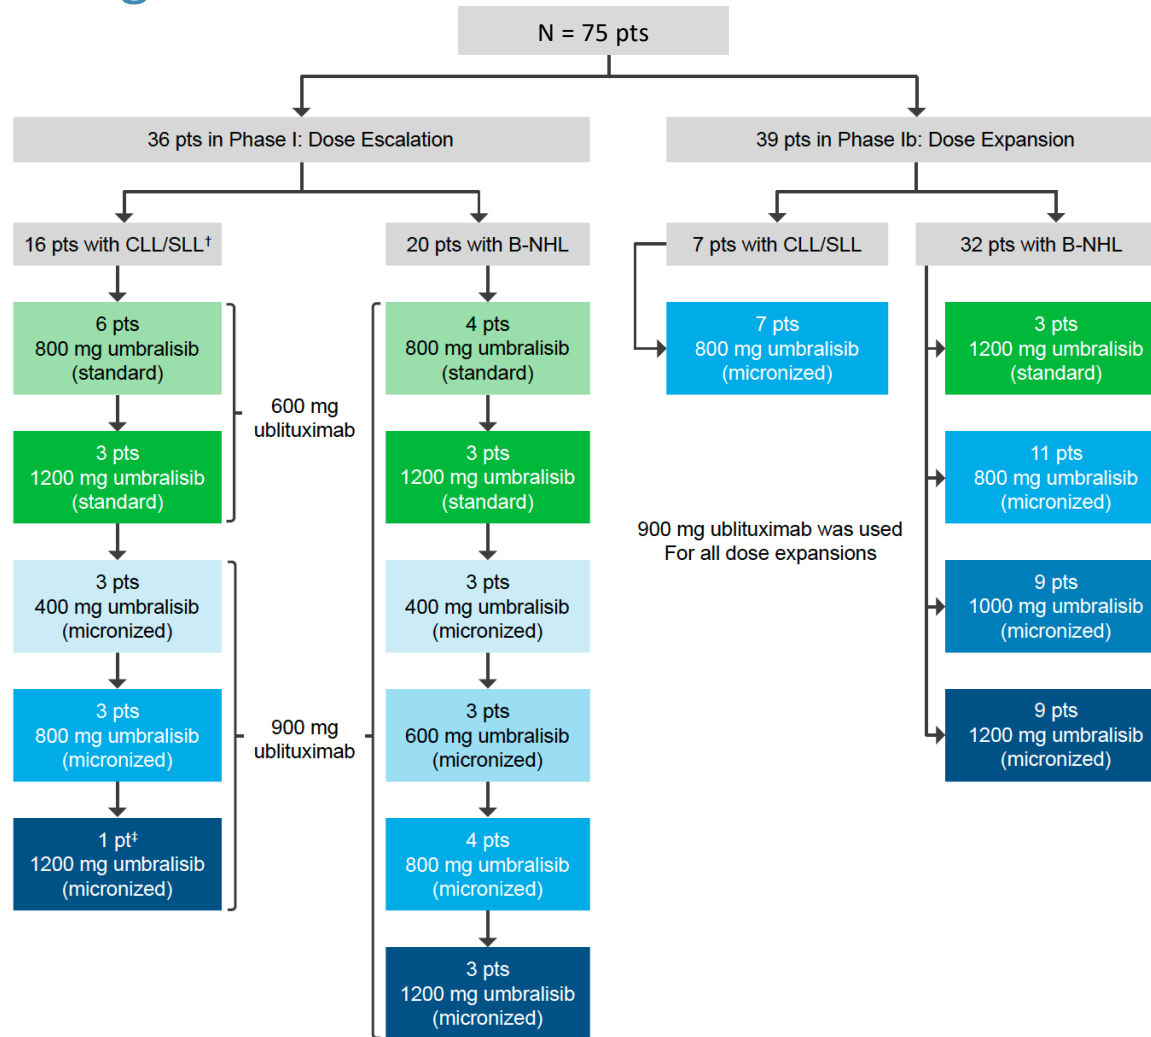 N = 75 pts
36 pts in Phase I: Dose Escalation
39 pts in Phase Ib: Dose Expansion
16 pts with CLL/SLL†
20 pts with B-NHL
7 pts with CLL/SLL
32 pts with B-NHL
6 pts
800 mg umbralisib
(standard)
3 pts
1200 mg umbralisib
(standard)
3 pts
400 mg umbralisib
(micronized)
3 pts
800 mg umbralisib
(micronized)
1 pt‡
1200 mg umbralisib
(micronized)
600 mg
ublituximab
900 mg
ublituximab
4 pts
800 mg umbralisib
(standard)
3 pts
1200 mg umbralisib
(standard)
3 pts
400 mg umbralisib
(micronized)
3 pts
600 mg umbralisib
(micronized)
4 pts
800 mg umbralisib
(micronized)
3 pts
1200 mg umbralisib
(micronized)
7 pts
800 mg umbralisib
(micronized)
900 mg ublituximab was used
For all dose expansions
3 pts
1200 mg umbralisib
(standard)
11 pts
800 mg umbralisib
(micronized)
9 pts
1000 mg umbralisib
(micronized)
9 pts
1200 mg umbralisib
(micronized)